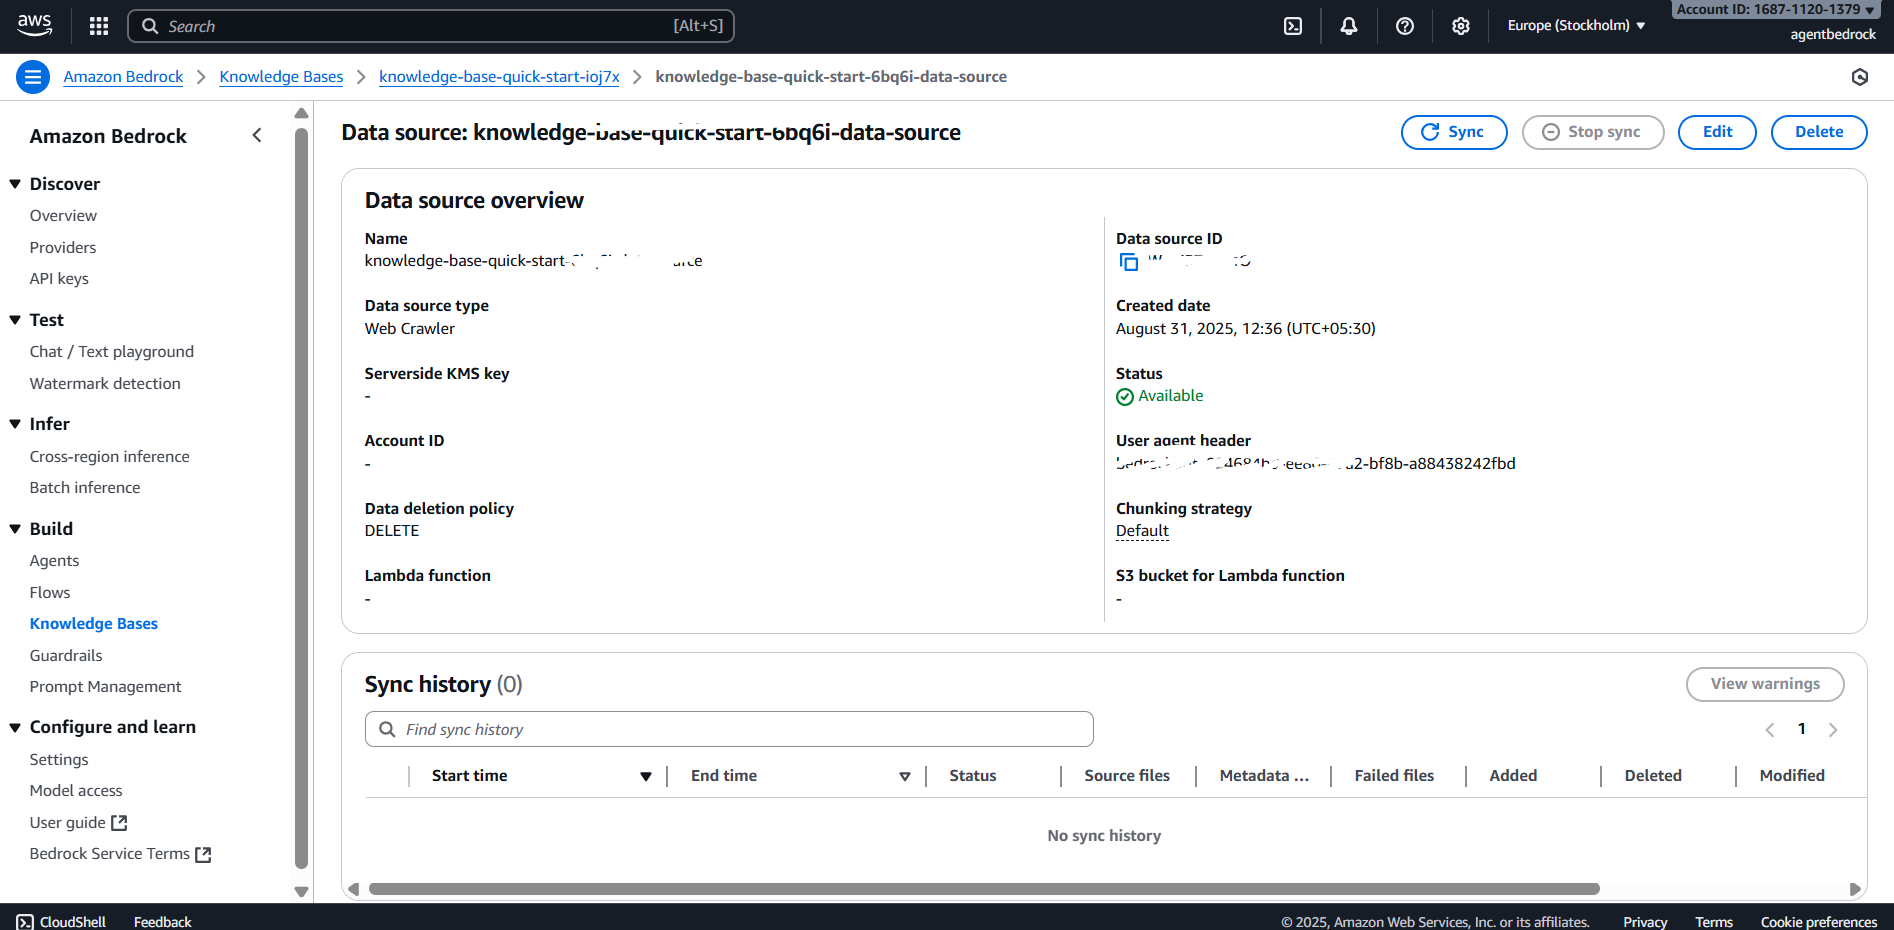 aws
Search [Alt+S]
Europe (Stockholm)
Account ID: 1687-1120-1379
agentbedrock
Amazon Bedrock
Knowledge Bases
knowledge-base-quick-start-ioj7x
knowledge-base-quick-start-6bq6i-data-source
Amazon Bedrock
Discover
Overview
Providers
API keys
Test
Chat / Text playground
Watermark detection
Infer
Cross-region inference
Batch inference
Build
Agents
Flows
Knowledge Bases
Guardrails
Prompt Management
Configure and learn
Settings
Model access
User guide
Bedrock Service Terms
Data source: knowledge-base-quick-start-6bq6i-data-source
Sync
Stop sync
Edit
Delete
Data source overview
Name
knowledge-base-quick-start-
Data source type
Web Crawler
Serverside KMS key
-
Account ID
-
Data deletion policy
DELETE
Lambda function
-
Data source ID
Created date
August 31, 2025, 12:36 (UTC+05:30)
Status
Available
User agent header
-bf8b-a88438242fbd
Chunking strategy
Default
S3 bucket for Lambda function
-
Sync history (0)
View warnings
Find sync history
1
Start time End time Status Source files Metadata ... Failed files Added Deleted Modified
No sync history
CloudShell Feedback © 2025, Amazon Web Services, Inc. or its affiliates. Privacy Terms Cookie preferences